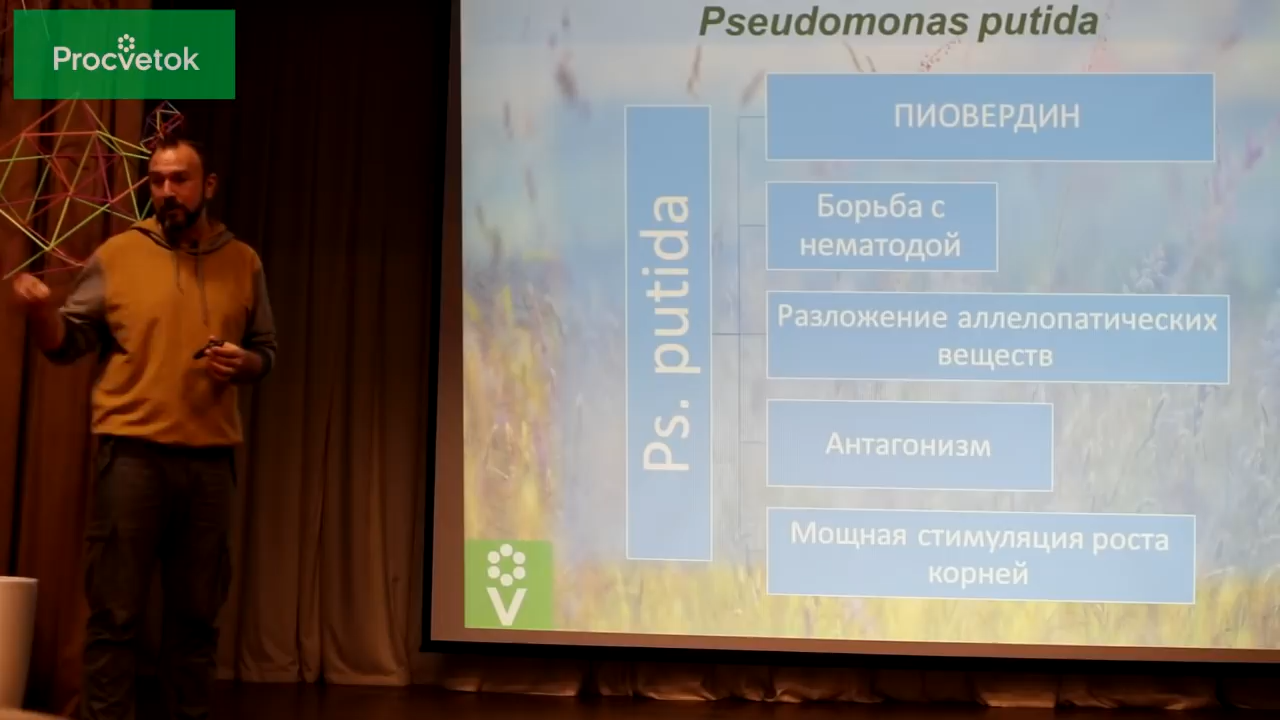 Procvetok
Pseudomonas putida
Ps. putida
ПИОВЕРДИН
Борьба с
нематодой
Разложение аллелопатических
веществ
Антагонизм
Мощная стимуляция роста
корней